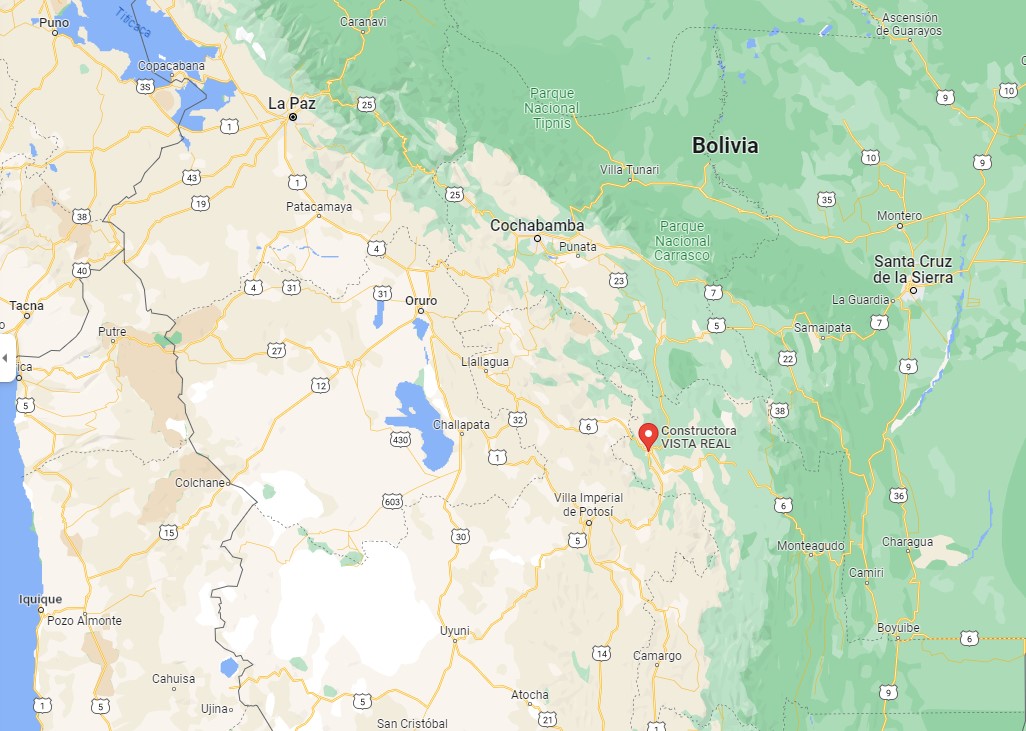 Puno
Titicaca
Caranavi
Ascensión
de Guarayos
Copacabana
3S
La Paz
25
Parque
Nacional
Tipnis
9
10
1
Bolivia
10
9
43
1
Villa Tunari
25
19
35
38
Patacamaya
Montero
Cochabamba
4
Punata
Parque
Nacional
Carrasco
Santa Cruz
de la Sierra
40
23
4
31
31
7
La Guardia
Tacna
Oruro
5
7
Samaipata
Putre
27
22
Llallagua
9
ica
12
5
38
32
6
430
Challapata
Constructora
VISTA REAL
1
Colchane
603
Villa Imperial
de Potosí
36
6
15
30
5
Monteagudo
Charagua
Camiri
Iquique
Pozo Almonte
Uyuni
Boyuibe
6
14
Camargo
Cahuisa
9
Atocha
1
5
Ujina
5
21
San Cristóbal
1